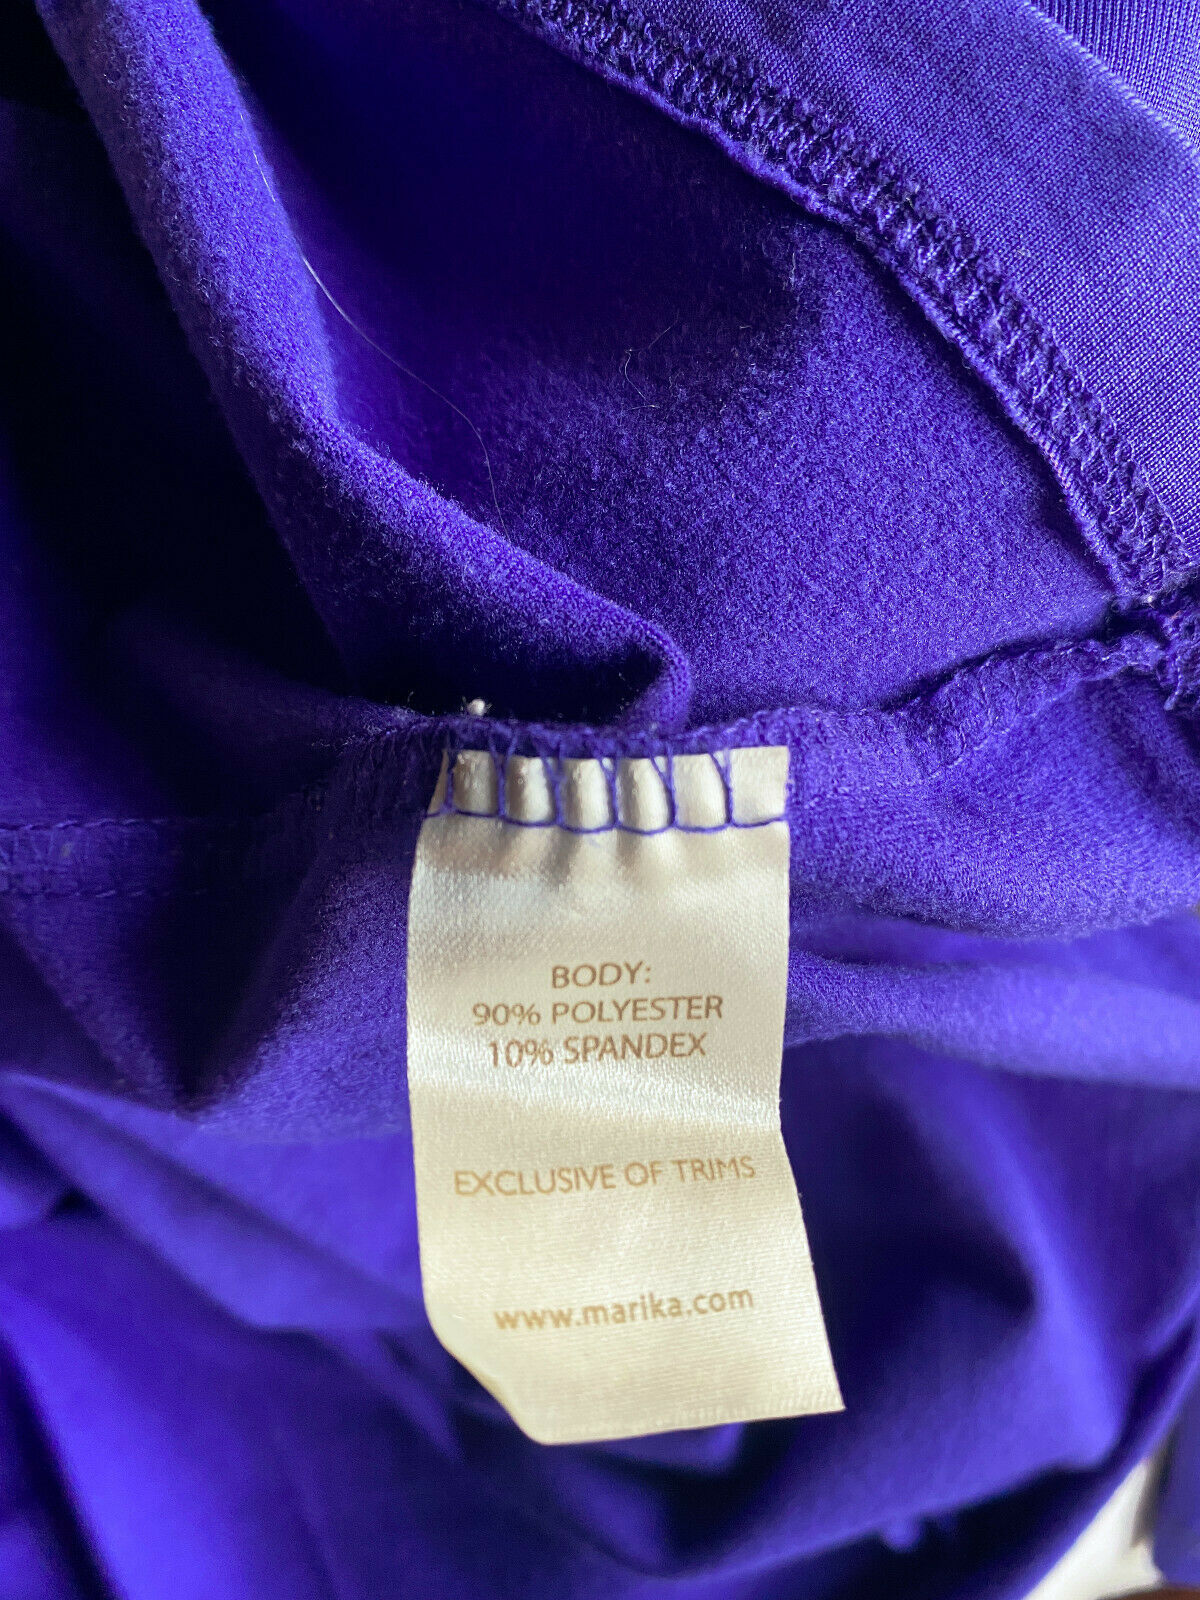 BODY:
90% POLYESTER
10% SPANDEX
EXCLUSIVE OF TRIMS
www.marika.com